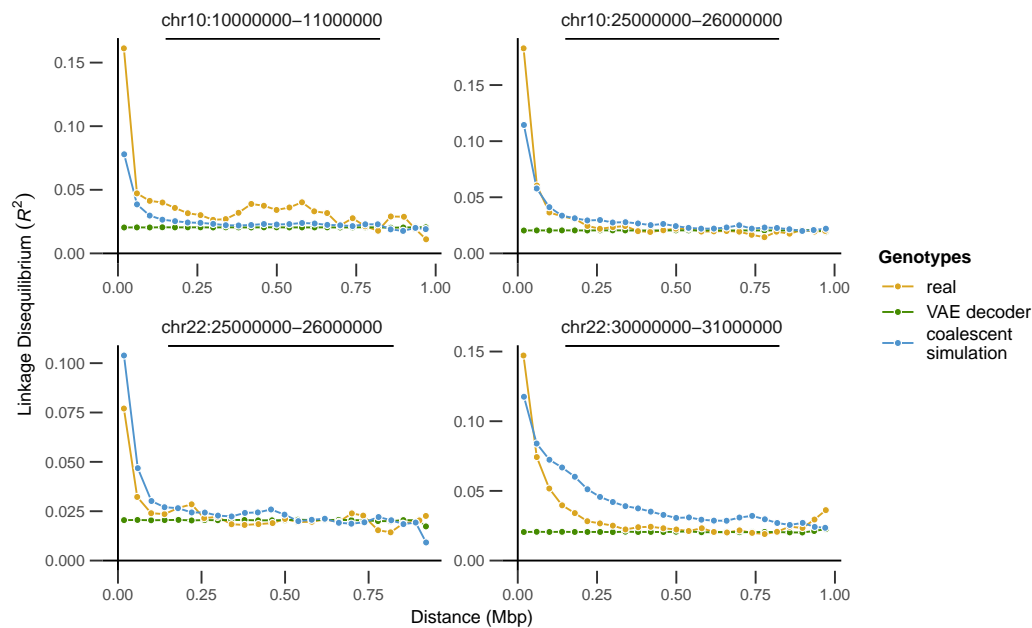 chr10:10000000−11000000
chr10:25000000−26000000
0.15
0.10
0.05
0.00
0.15
0.10
0.05
0.00
0.00 0.25 0.50 0.75 1.00
0.00 0.25 0.50 0.75 1.00
chr22:25000000−26000000
chr22:30000000−31000000
0.100
0.075
0.050
0.025
0.000
0.15
0.10
0.05
0.00
0.00 0.25 0.50 0.75
0.00 0.25 0.50 0.75 1.00
Linkage Disequilibrium (R²)
Distance (Mbp)
Genotypes
real
VAE decoder
coalescent
simulation